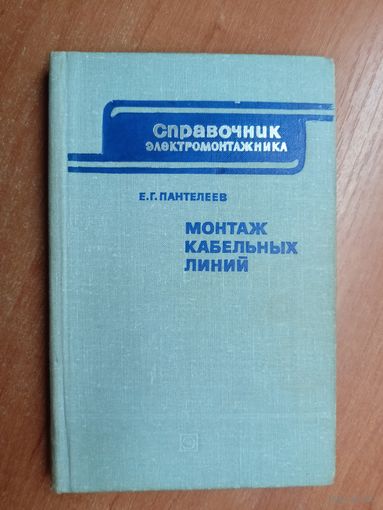 справочник
электромонтажника
Е.Г. ПАНТЕЛЕЕВ
МОНТАЖ
КАБЕЛЬНЫХ
ЛИНИЙ